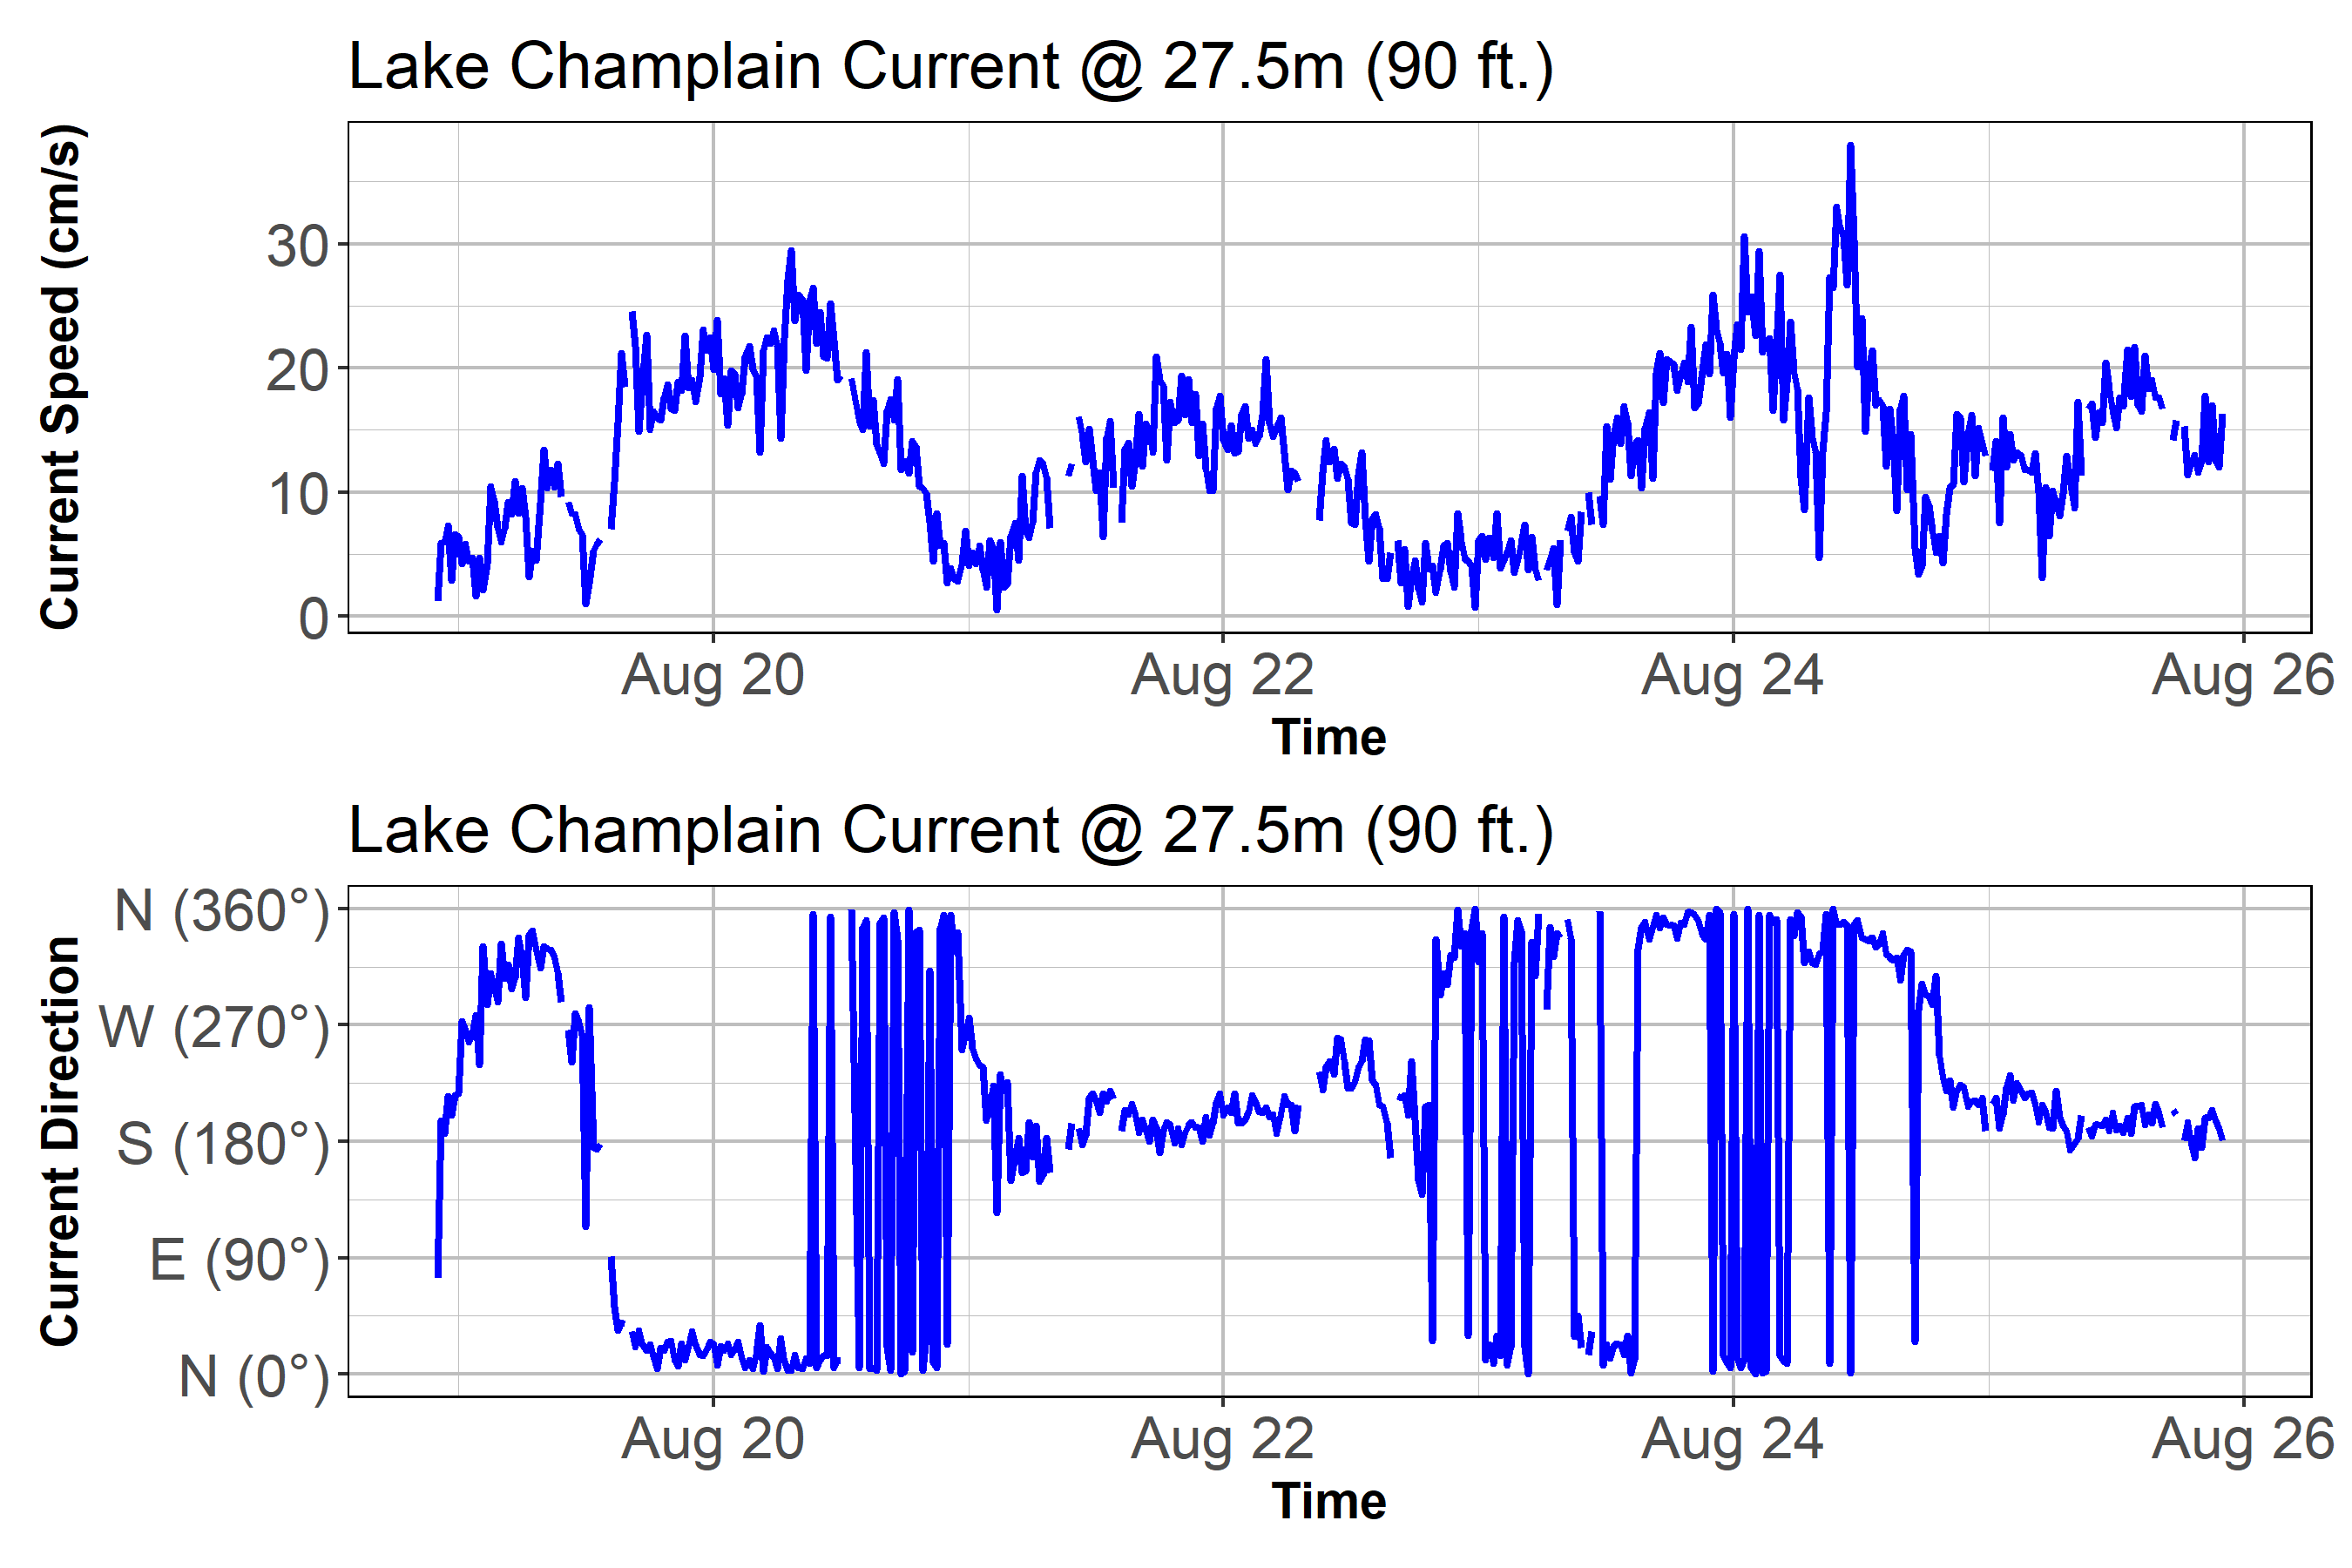 Lake Champlain Current @ 27.5m (90 ft.)
Current Speed (cm/s)
30
20
10
0
Aug 20
Aug 22
Aug 24
Aug 26
Time
Lake Champlain Current @ 27.5m (90 ft.)
Current Direction
N (360°)
W (270°)
S (180°)
E (90°)
N (0°)
Aug 20
Aug 22
Aug 24
Aug 26
Time